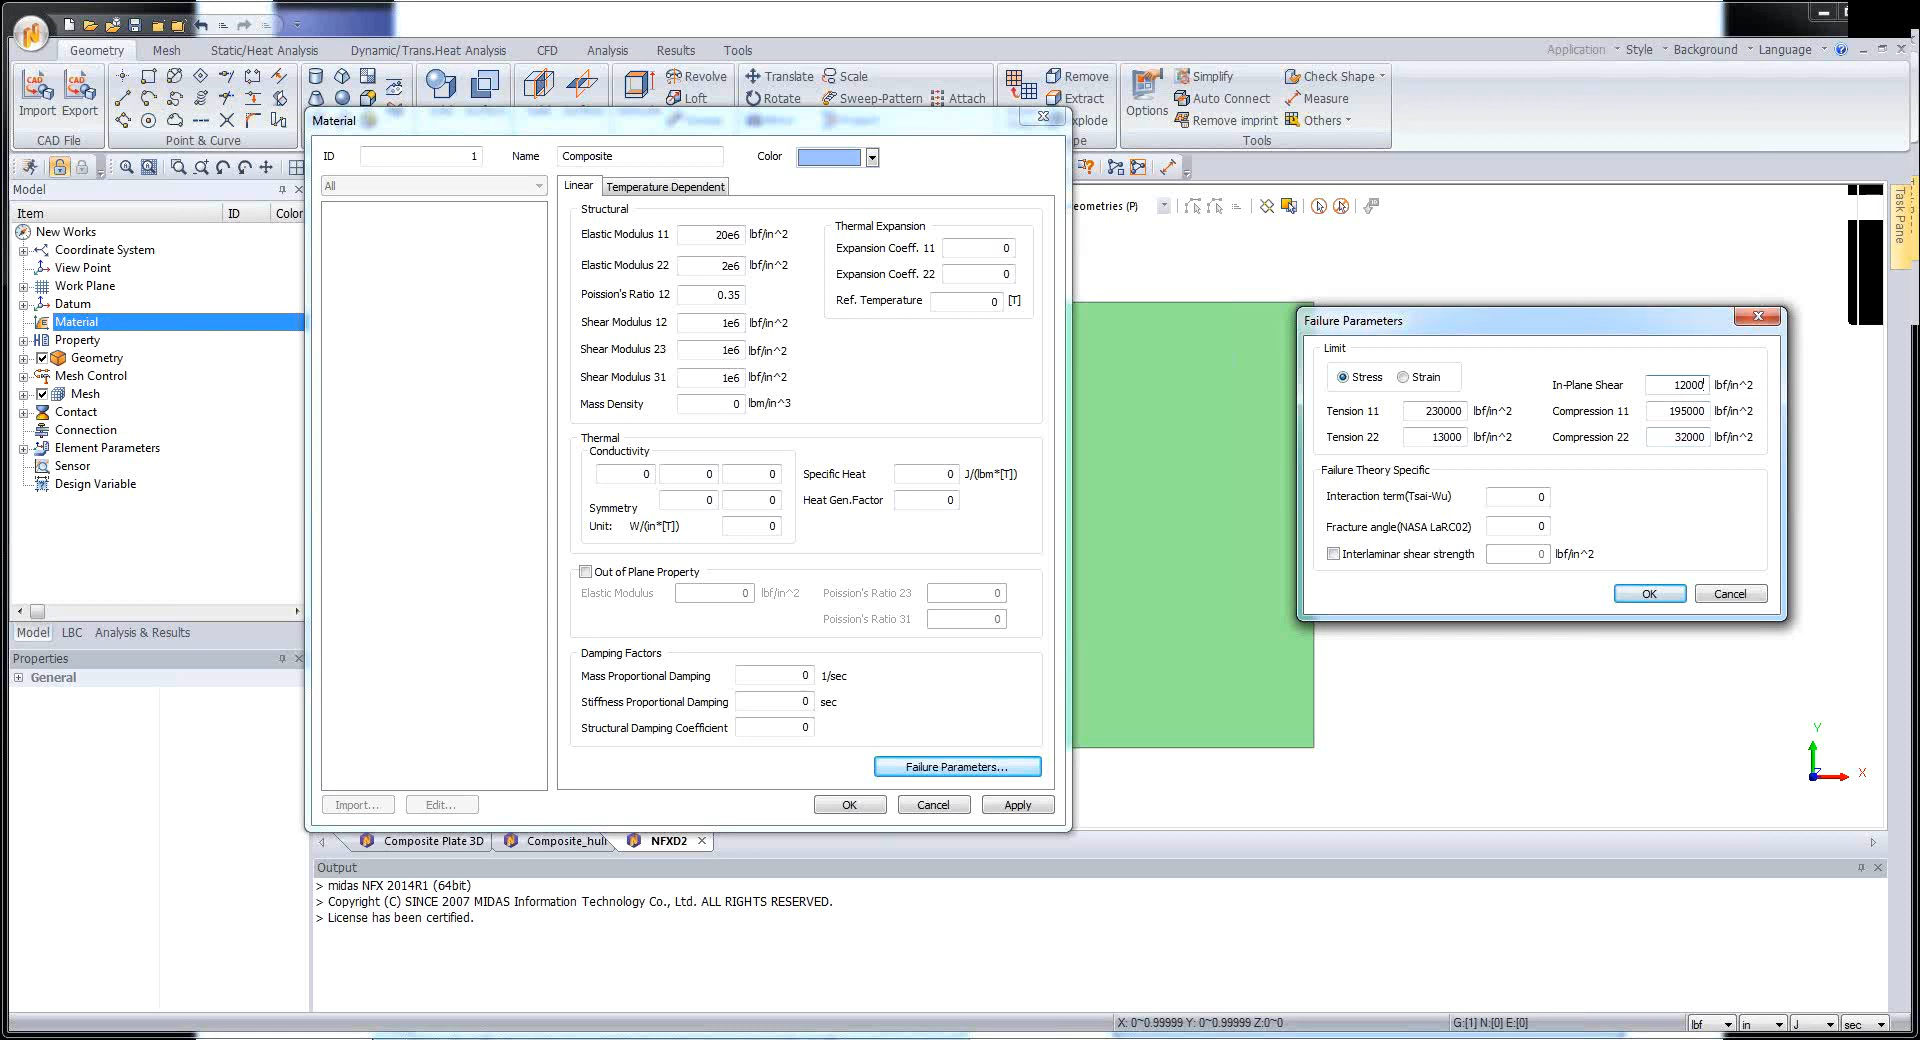 Geometry Mesh Static/Heat Analysis Dynamic/Trans.Heat Analysis CFD Analysis Results Tools
Application Style Background Language
Import Export
CAD File
Point & Curve
Revolve
Loft
Translate
Rotate
Scale
Sweep-Pattern
Attach
Remove
Extract
xplode
pe
Options
Simplify
Auto Connect
Remove imprint
Check Shape
Measure
Others
Tools
Model
Item ID Color
New Works
Coordinate System
View Point
Work Plane
Datum
Material
Property
Geometry
Mesh Control
Mesh
Contact
Connection
Element Parameters
Sensor
Design Variable
Model LBC Analysis & Results
Properties
General
Material
ID 1 Name Composite Color
All
Linear Temperature Dependent
Structural
Elastic Modulus 11 20e6 lbf/in^2
Elastic Modulus 22 2e6 lbf/in^2
Poission's Ratio 12 0.35
Shear Modulus 12 1e6 lbf/in^2
Shear Modulus 23 1e6 lbf/in^2
Shear Modulus 31 1e6 lbf/in^2
Mass Density 0 lbm/in^3
Thermal Expansion
Expansion Coeff. 11 0
Expansion Coeff. 22 0
Ref. Temperature 0 [T]
Thermal
Conductivity
0 0 0
Symmetry 0 0
Unit: W/(in*[T]) 0
Specific Heat 0 J/(lbm*[T])
Heat Gen.Factor 0
Out of Plane Property
Elastic Modulus 0 lbf/in^2 Poission's Ratio 23 0
Poission's Ratio 31 0
Damping Factors
Mass Proportional Damping 0 1/sec
Stiffness Proportional Damping 0 sec
Structural Damping Coefficient 0
Failure Parameters...
Import... Edit... OK Cancel Apply
eometries (P)
Task Pane
Failure Parameters
Limit
Stress Strain
In-Plane Shear 12000 lbf/in^2
Tension 11 230000 lbf/in^2 Compression 11 195000 lbf/in^2
Tension 22 13000 lbf/in^2 Compression 22 32000 lbf/in^2
Failure Theory Specific
Interaction term(Tsai-Wu) 0
Fracture angle(NASA LaRC02) 0
Interlaminar shear strength 0 lbf/in^2
OK Cancel
Y
Z
X
Composite Plate 3D Composite_hull NFXD2
Output
> midas NFX 2014R1 (64bit)
> Copyright (C) SINCE 2007 MIDAS Information Technology Co., Ltd. ALL RIGHTS RESERVED.
> License has been certified.
X: 0~0.99999 Y: 0~0.99999 Z:0~0 G:[1] N:[0] E:[0] lbf in J sec